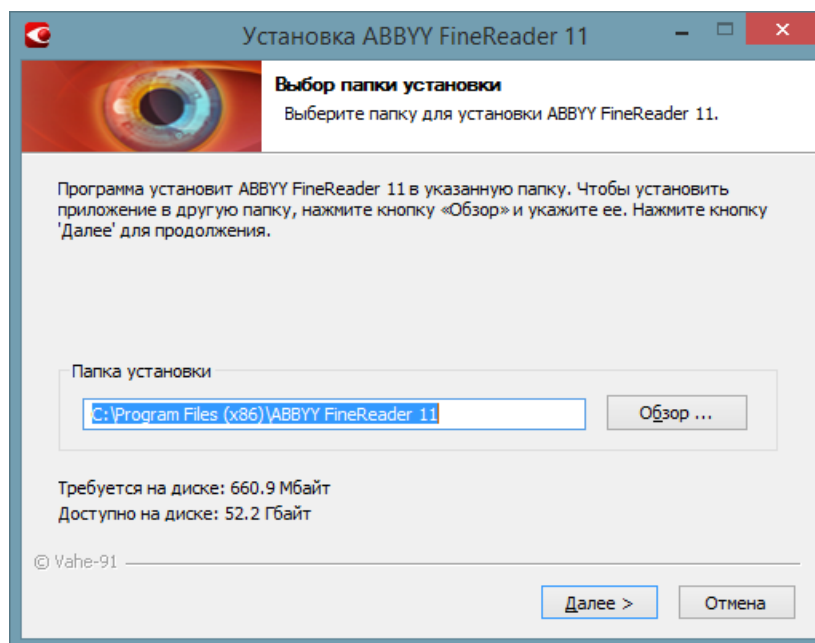 Установка ABBYY FineReader 11
Выбор папки установки
Выберите папку для установки ABBYY FineReader 11.
Программа установит ABBYY FineReader 11 в указанную папку. Чтобы установить
приложение в другую папку, нажмите кнопку «Обзор» и укажите ее. Нажмите кнопку
'Далее' для продолжения.
Папка установки
C:\Program Files (x86)\ABBYY FineReader 11
Обзор ...
Требуется на диске: 660.9 Мбайт
Доступно на диске: 52.2 Гбайт
© Vahe-91
Далее >
Отмена